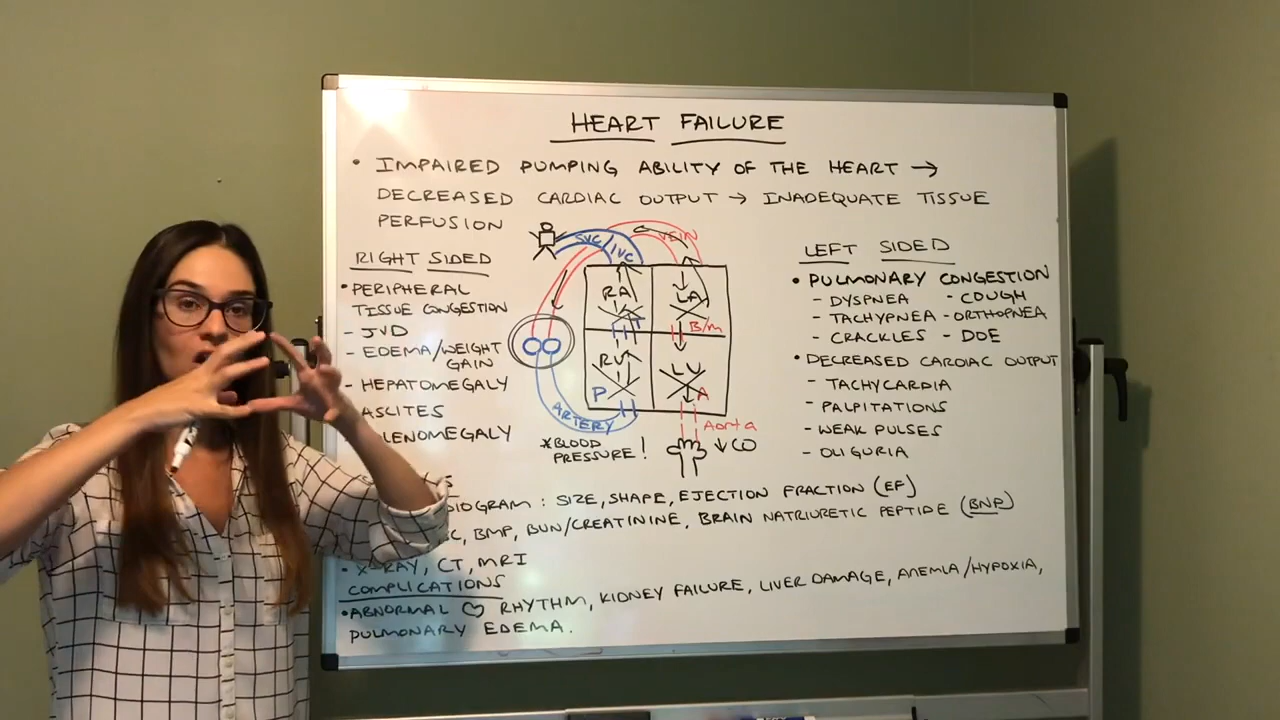 HEART FAILURE
• IMPAIRED PUMPING ABILITY OF THE HEART →
DECREASED CARDIAC OUTPUT → INADEQUATE TISSUE
PERFUSION
RIGHT SIDED
• PERIPHERAL
TISSUE CONGESTION
- JVD
- EDEMA/WEIGHT
GAIN
- HEPATOMEGALY
ASCITES
LENOMEGALY
SVC
IVC
VEIN
RA
LA
T
B/m
RV
LV
P
A
ARTERY
Aorta
*BLOOD
PRESSURE!
↓CO
LEFT SIDED
• PULMONARY CONGESTION
- DYSPNEA - COUGH
- TACHYPNEA - ORTHOPNEA
- CRACKLES - DOE
• DECREASED CARDIAC OUTPUT
- TACHYCARDIA
- PALPITATIONS
- WEAK PULSES
- OLIGURIA
S
DIOGRAM: SIZE, SHAPE, EJECTION FRACTION (EF)
C, BMP, BUN/CREATININE, BRAIN NATRIURETIC PEPTIDE (BNP)
• X-RAY, CT, MRI
COMPLICATIONS
• ABNORMAL ♡ RHYTHM, KIDNEY FAILURE, LIVER DAMAGE, ANEMIA/HYPOXIA,
PULMONARY EDEMA.